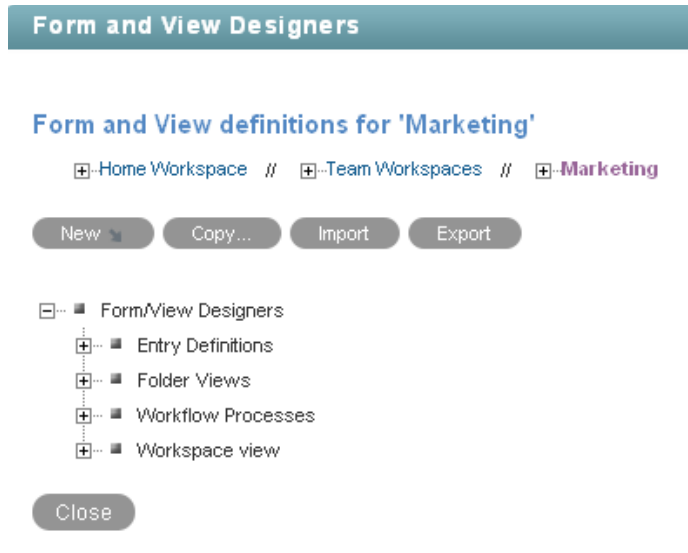 Form and View Designers
Form and View definitions for 'Marketing'
Home Workspace // Team Workspaces // Marketing
New Copy... Import Export
Form/View Designers
Entry Definitions
Folder Views
Workflow Processes
Workspace view
Close